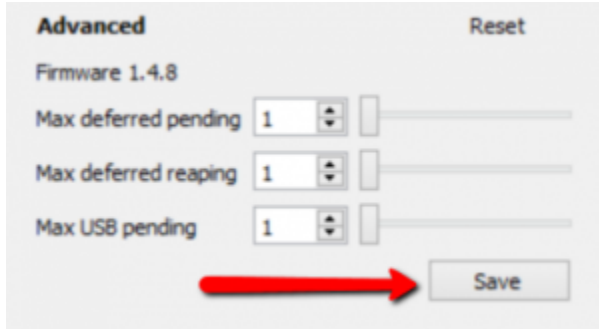 Advanced Reset
Firmware 1.4.8
Max deferred pending 1
Max deferred reaping 1
Max USB pending 1
Save